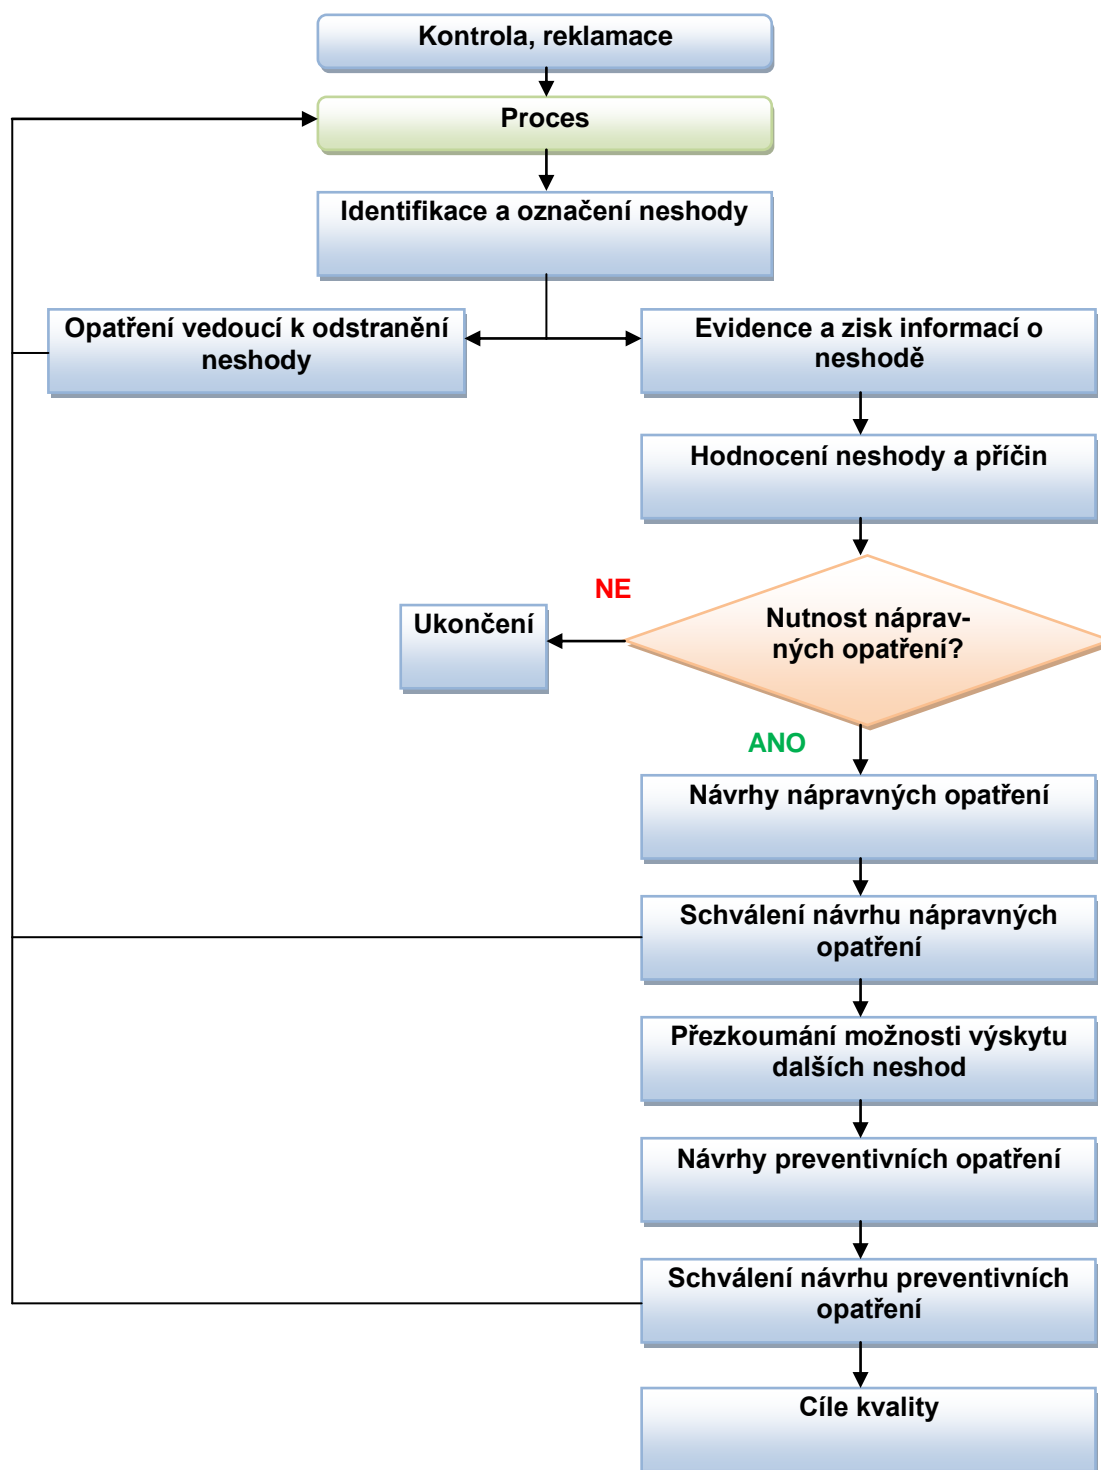 Kontrola, reklamace
Proces
Identifikace a označení neshody
Opatření vedoucí k odstranění
neshody
Evidence a zisk informací o
neshodě
Hodnocení neshody a příčin
NE
Ukončení
Nutnost náprav-
ných opatření?
ANO
Návrhy nápravných opatření
Schválení návrhu nápravných
opatření
Přezkoumání možnosti výskytu
dalších neshod
Návrhy preventivních opatření
Schválení návrhu preventivních
opatření
Cíle kvality